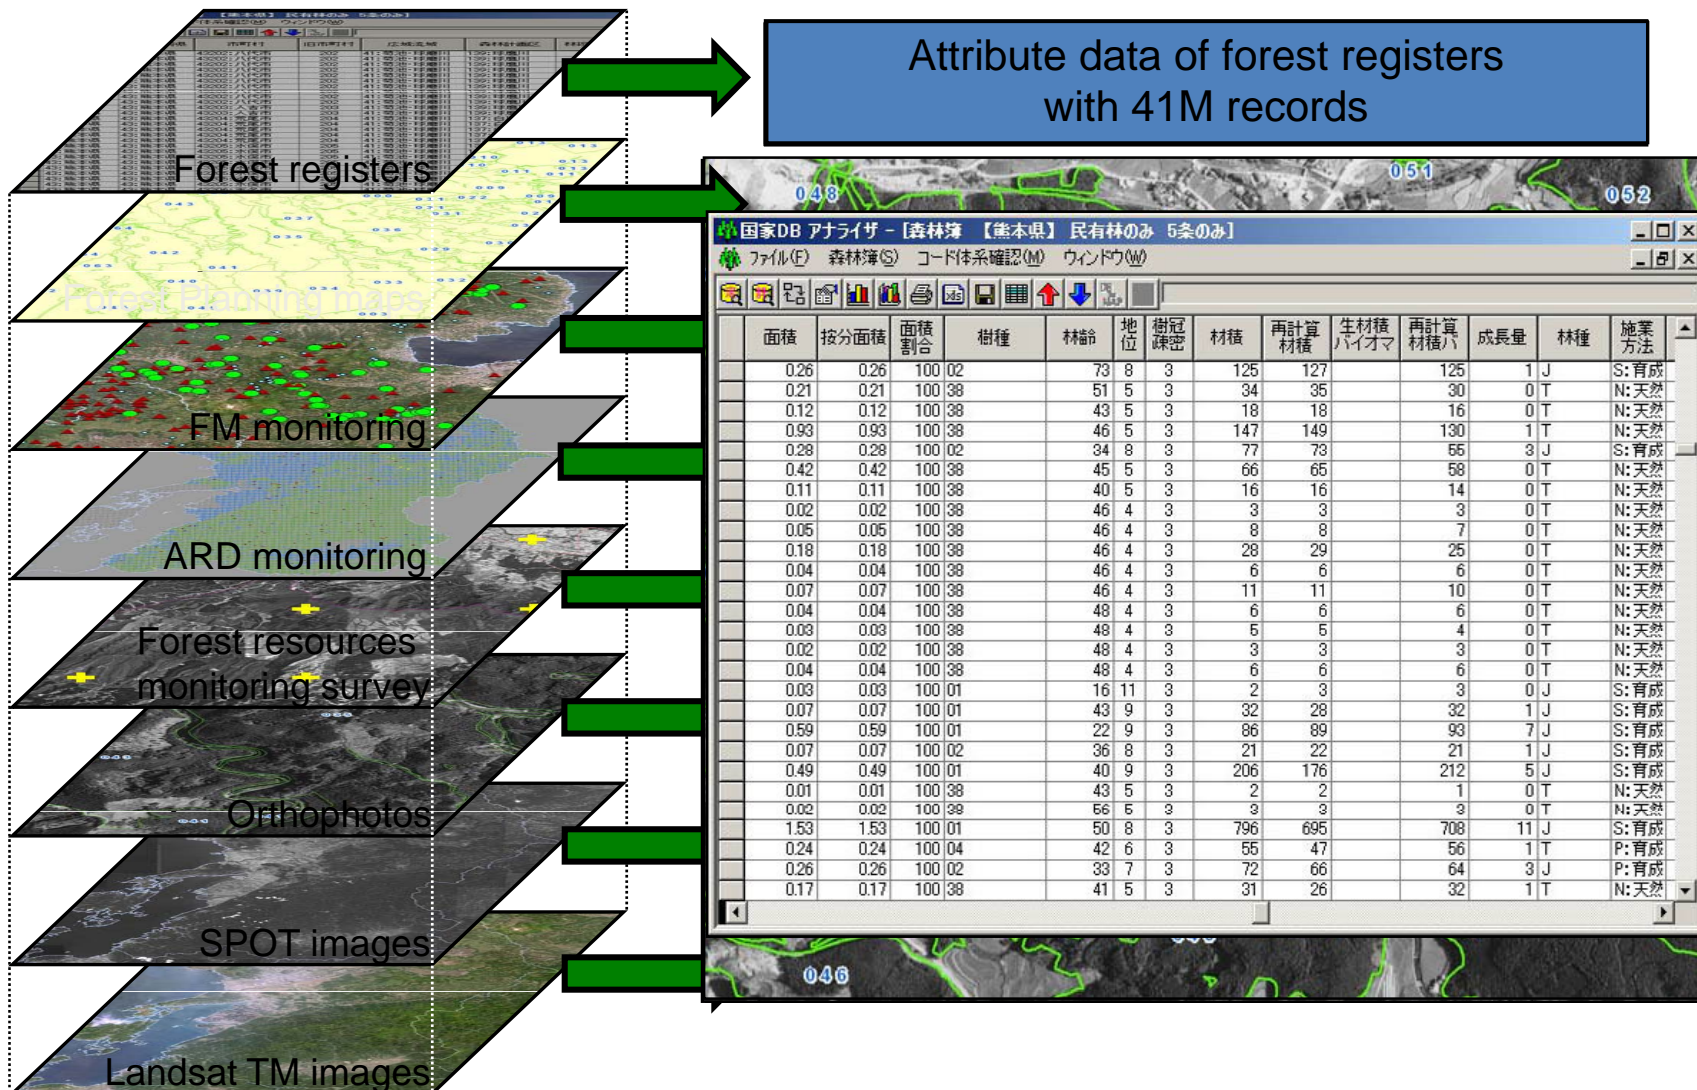 Attribute data of forest registers
with 41M records
Forest registers
Forest Planning maps
FM monitoring
ARD monitoring
Forest resources
monitoring survey
Orthophotos
SPOT images
Landsat TM images
048
051
052
046
国家DB アナライザ - [森林簿 【熊本県】 民有林のみ 5条のみ]
ファイル(F) 森林簿(S) コード体系確認(M) ウィンドウ(W)
面積 按分面積 面積割合 樹種 林齢 地位 樹冠疎密 材積 再計算材積 生材積バイオマ 再計算材積バ 成長量 林種 施業方法
0.26 0.26 100 02 73 8 3 125 127 125 1 J S:育成
0.21 0.21 100 38 51 5 3 34 35 30 0 T N:天然
0.12 0.12 100 38 43 5 3 18 18 16 0 T N:天然
0.93 0.93 100 38 46 5 3 147 149 130 1 T N:天然
0.28 0.28 100 02 34 8 3 77 73 55 3 J S:育成
0.42 0.42 100 38 45 5 3 66 65 58 0 T N:天然
0.11 0.11 100 38 40 5 3 16 16 14 0 T N:天然
0.02 0.02 100 38 46 4 3 3 3 3 0 T N:天然
0.05 0.05 100 38 46 4 3 8 8 7 0 T N:天然
0.18 0.18 100 38 46 4 3 28 29 25 0 T N:天然
0.04 0.04 100 38 46 4 3 6 6 6 0 T N:天然
0.07 0.07 100 38 46 4 3 11 11 10 0 T N:天然
0.04 0.04 100 38 48 4 3 6 6 6 0 T N:天然
0.03 0.03 100 38 48 4 3 5 5 4 0 T N:天然
0.02 0.02 100 38 48 4 3 3 3 3 0 T N:天然
0.04 0.04 100 38 48 4 3 6 6 6 0 T N:天然
0.03 0.03 100 01 16 11 3 2 3 3 0 J S:育成
0.07 0.07 100 01 43 9 3 32 28 32 1 J S:育成
0.59 0.59 100 01 22 9 3 86 89 93 7 J S:育成
0.07 0.07 100 02 36 8 3 21 22 21 1 J S:育成
0.49 0.49 100 01 40 9 3 206 176 212 5 J S:育成
0.01 0.01 100 38 43 5 3 2 2 1 0 T N:天然
0.02 0.02 100 38 56 5 3 3 3 3 0 T N:天然
1.53 1.53 100 01 50 8 3 796 695 708 11 J S:育成
0.24 0.24 100 04 42 6 3 55 47 56 1 T P:育成
0.26 0.26 100 02 33 7 3 72 66 64 3 J P:育成
0.17 0.17 100 38 41 5 3 31 26 32 1 T N:天然